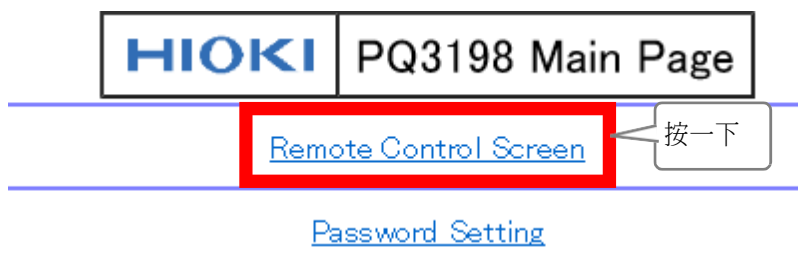 HIOKI PQ3198 Main Page
Remote Control Screen
按一下
Password Setting